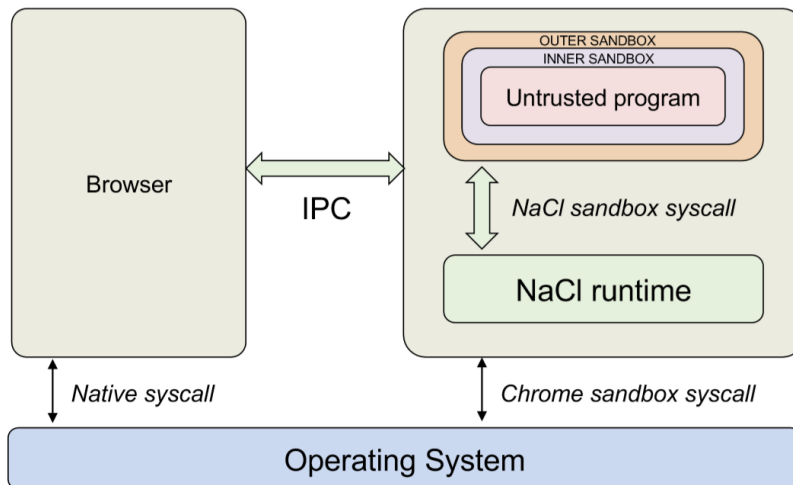 OUTER SANDBOX
INNER SANDBOX
Untrusted program
Browser
IPC
NaCl sandbox syscall
NaCl runtime
Native syscall
Chrome sandbox syscall
Operating System